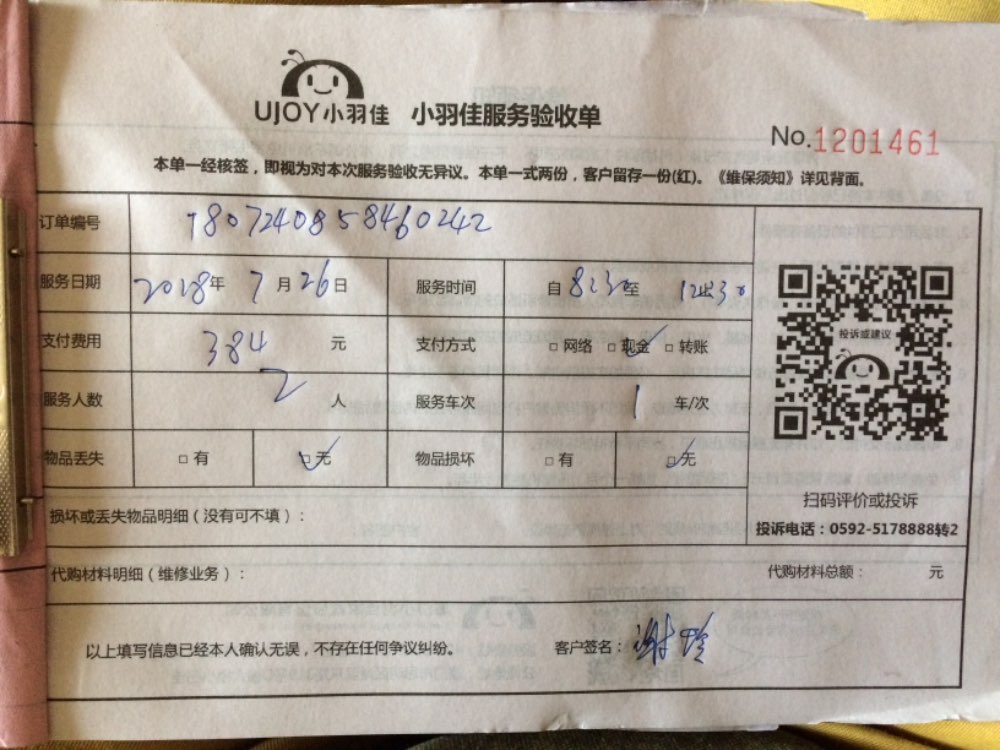 UJOY小羽佳 小羽佳服务验收单
No.1201461
本单一经核签，即视为对本次服务验收无异议。本单一式两份，客户留存一份(红)。《维保须知》详见背面。
订单编号 1807240858460242
服务日期 2018年 7月26日 服务时间 自 8:30至 12:30
支付费用 384 元 支付方式 □网络 □现金 □转账
投诉或建议
服务人数 2 人 服务车次 1 车/次
物品丢失 □有 □无 物品损坏 □有 □无
扫码评价或投诉
损坏或丢失物品明细（没有可不填）：
投诉电话：0592-5178888转2
代购材料明细（维修业务）： 代购材料总额： 元
以上填写信息已经本人确认无误，不存在任何争议纠纷。 客户签名：谢玲